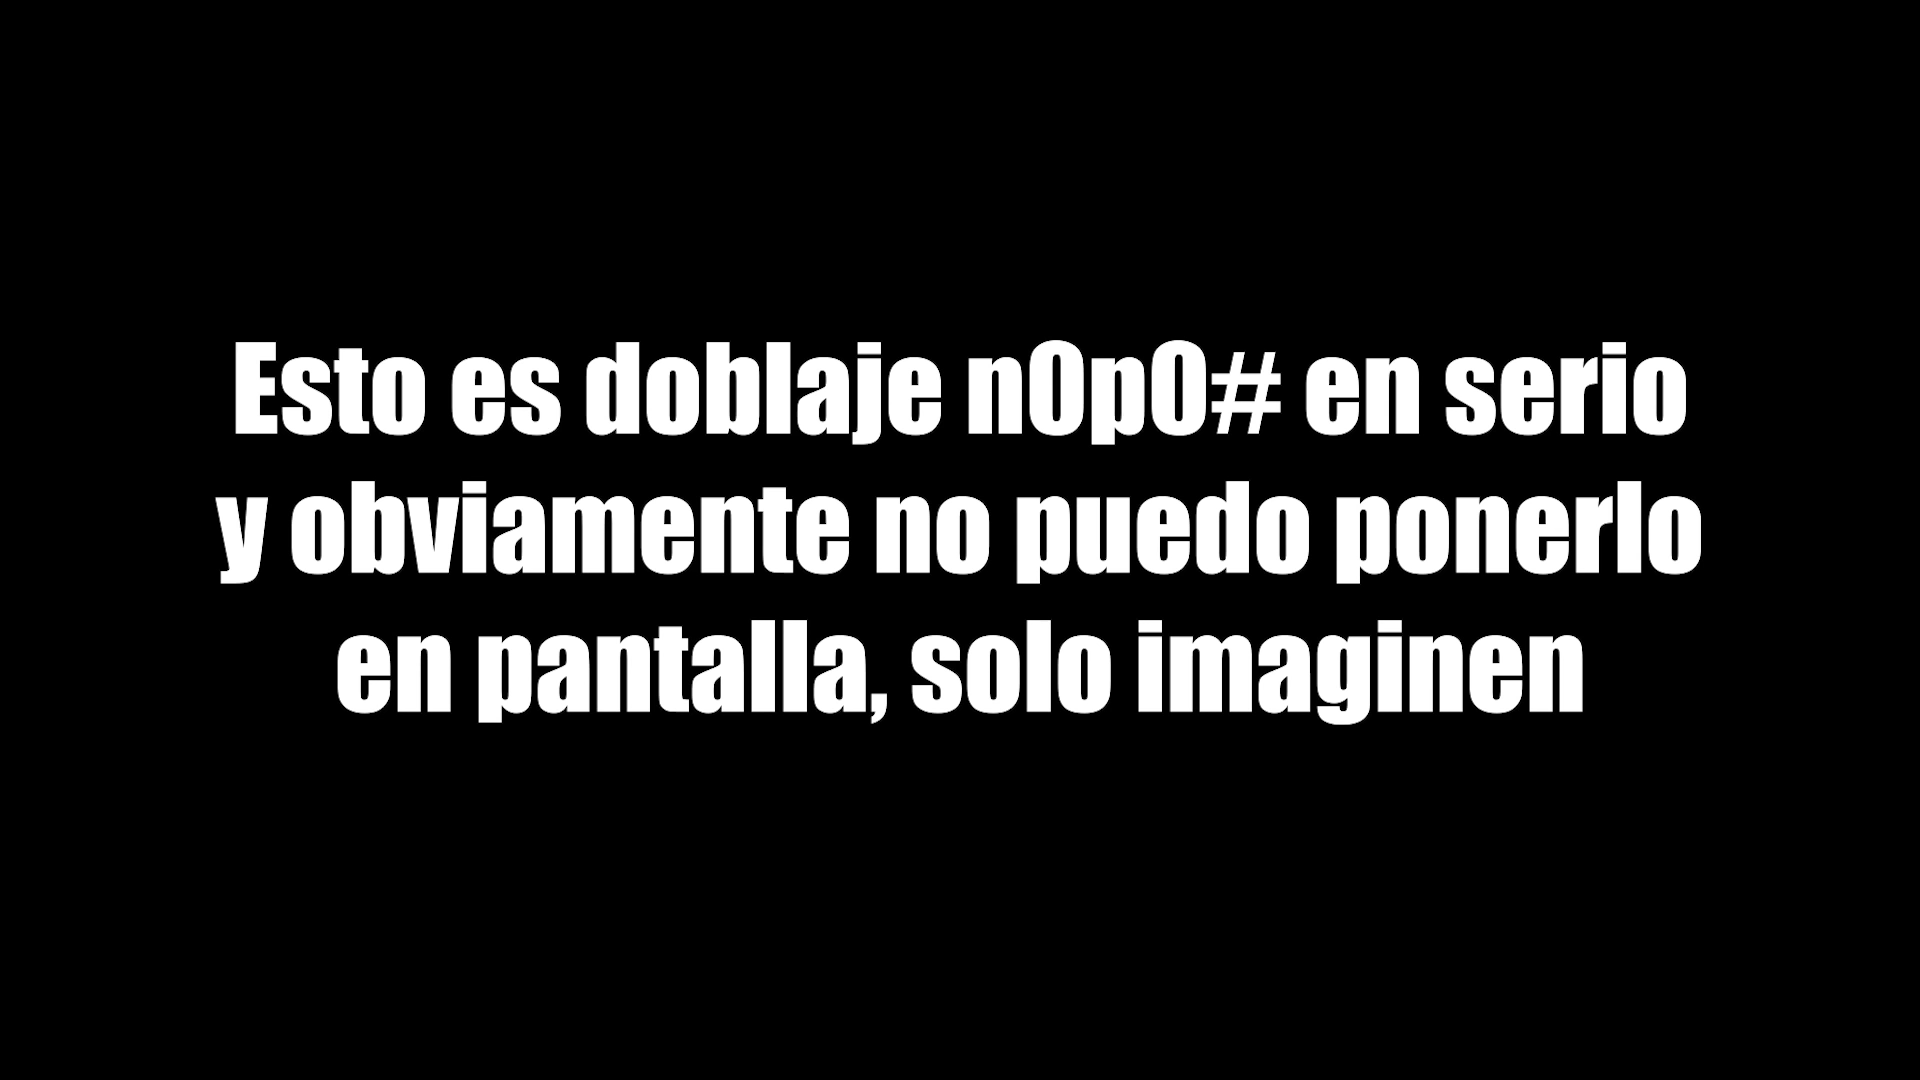 Esto es doblaje n0p0# en serio
y obviamente no puedo ponerlo
en pantalla, solo imaginen